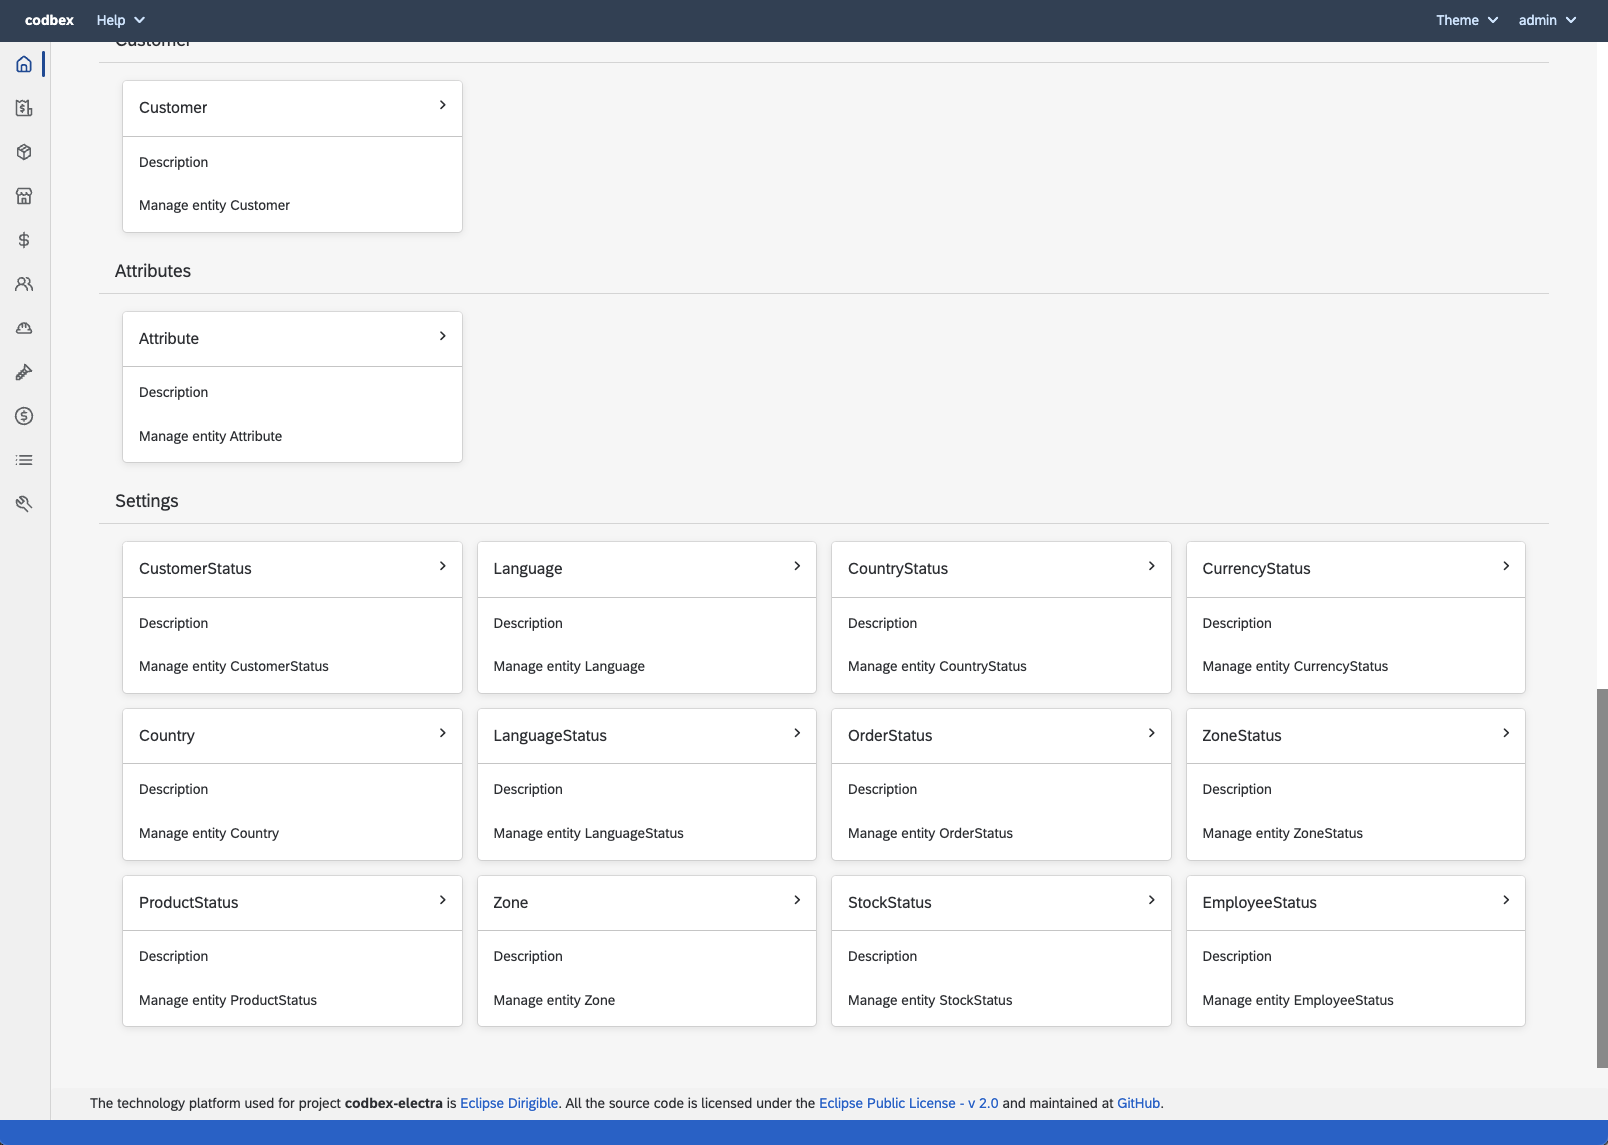 codbex Help Theme admin
Customer
Customer
Description
Manage entity Customer
Attributes
Attribute
Description
Manage entity Attribute
Settings
CustomerStatus Language CountryStatus CurrencyStatus
Description Description Description Description
Manage entity CustomerStatus Manage entity Language Manage entity CountryStatus Manage entity CurrencyStatus
Country LanguageStatus OrderStatus ZoneStatus
Description Description Description Description
Manage entity Country Manage entity LanguageStatus Manage entity OrderStatus Manage entity ZoneStatus
ProductStatus Zone StockStatus EmployeeStatus
Description Description Description Description
Manage entity ProductStatus Manage entity Zone Manage entity StockStatus Manage entity EmployeeStatus
The technology platform used for project codbex-electra is Eclipse Dirigible. All the source code is licensed under the Eclipse Public License - v 2.0 and maintained at GitHub.